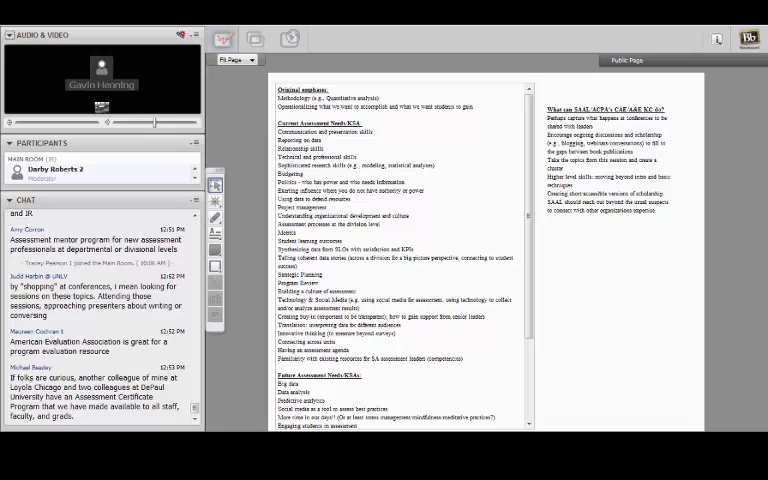 AUDIO & VIDEO
Gavin Henning
PARTICIPANTS
MAIN ROOM (35)
Darby Roberts 2
Moderator
CHAT
and IR
Amy Corron 12:51 PM
Assessment mentor program for new assessment
professionals at departmental or divisional levels
- Tracey Pearson 1 joined the Main Room. ( 10:06 AM ) -
Judd Harbin @ UNLV 12:52 PM
by "shopping" at conferences, i mean looking for
sessions on these topics. Attending those
sessions, approaching presenters about writing or
conversing
Maureen Cochran 1 12:52 PM
American Evaluation Association is great for a
program evaluation resource
Michael Beazley 12:53 PM
If folks are curious, another colleague of mine at
Loyola Chicago and two colleagues at DePaul
University have an Assessment Certificate
Program that we have made available to all staff,
faculty, and grads.
Fit Page
Public Page
Bb
Original emphases:
Methodology (e.g., Quantitative analysis)
Operationalizing what we want to accomplish and what we want students to gain
Current Assessment Needs/KSA:
Communication and presentation skills
Reporting on data
Relationship skills
Technical and professional skills
Sophisticated research skills (e.g., modeling, statistical analyses)
Budgeting
Politics - who has power and who needs information
Exerting influence where you do not have authority or power
Using data to defend resources
Project management
Understanding organizational development and culture
Assessment processes at the division level
Metrics
Student learning outcomes
Synthesizing data from SLOs with satisfaction and KPIs
Telling coherent data stories (across a division for a big picture perspective, connecting to student
success)
Strategic Planning
Program Review
Building a culture of assessment
Technology & Social Media (e.g. using social media for assessment, using technology to collect
and/or analyze assessment results)
Creating buy-in (important to be transparent); how to gain support from senior leaders
Translation: interpreting data for different audiences
Innovative thinking (to measure beyond surveys)
Connecting across units
Having an assessment agenda
Familiarity with existing resources for SA assessment leaders (competencies)
Future Assessment Needs/KSAs:
Big data
Data analysis
Predictive analytics
Social media as a tool to assess best practices
More time in our days!! (Or at least stress management/mindfulness/meditative practices?)
Engaging students in assessment
What can SAAL/ACPA's CAE/A&E KC do?
Perhaps capture what happens at conferences to be
shared with leaders
Encourage ongoing discussions and scholarship
(e.g., blogging, webinars/conversations) to fill in
the gaps between book publications
Take the topics from this session and create a
cluster
Higher level skills: moving beyond intro and basic
techniques
Creating short/accessible versions of scholarship
SAAL should reach out beyond the usual suspects
to connect with other organizations-expertise